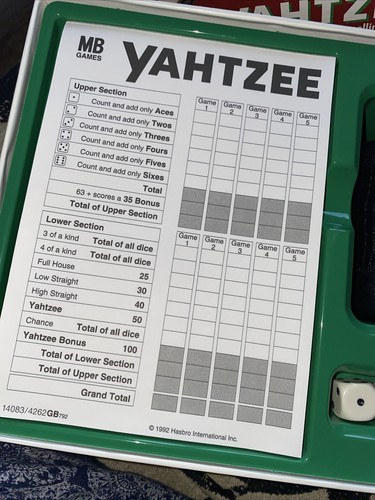 YAHTZEE
MB
GAMES
YAHTZEE
Upper Section
Count and add only Aces
Count and add only Twos
Count and add only Threes
Count and add only Fours
Count and add only Fives
Count and add only Sixes
Total
63 + scores a 35 Bonus
Total of Upper Section
Game 1 Game 2 Game 3 Game 4 Game 5
Lower Section
3 of a kind Total of all dice
4 of a kind Total of all dice
Full House 25
Low Straight 30
High Straight 40
Yahtzee 50
Chance Total of all dice
Yahtzee Bonus 100
Total of Lower Section
Total of Upper Section
Grand Total
Game 1 Game 2 Game 3 Game 4 Game 5
14083/4262GB792
© 1992 Hasbro International Inc.